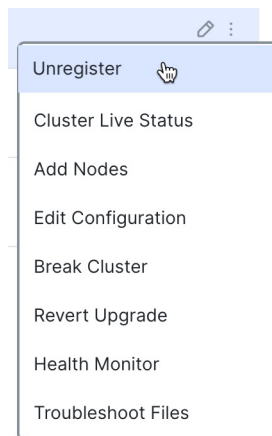 Unregister
Cluster Live Status
Add Nodes
Edit Configuration
Break Cluster
Revert Upgrade
Health Monitor
Troubleshoot Files